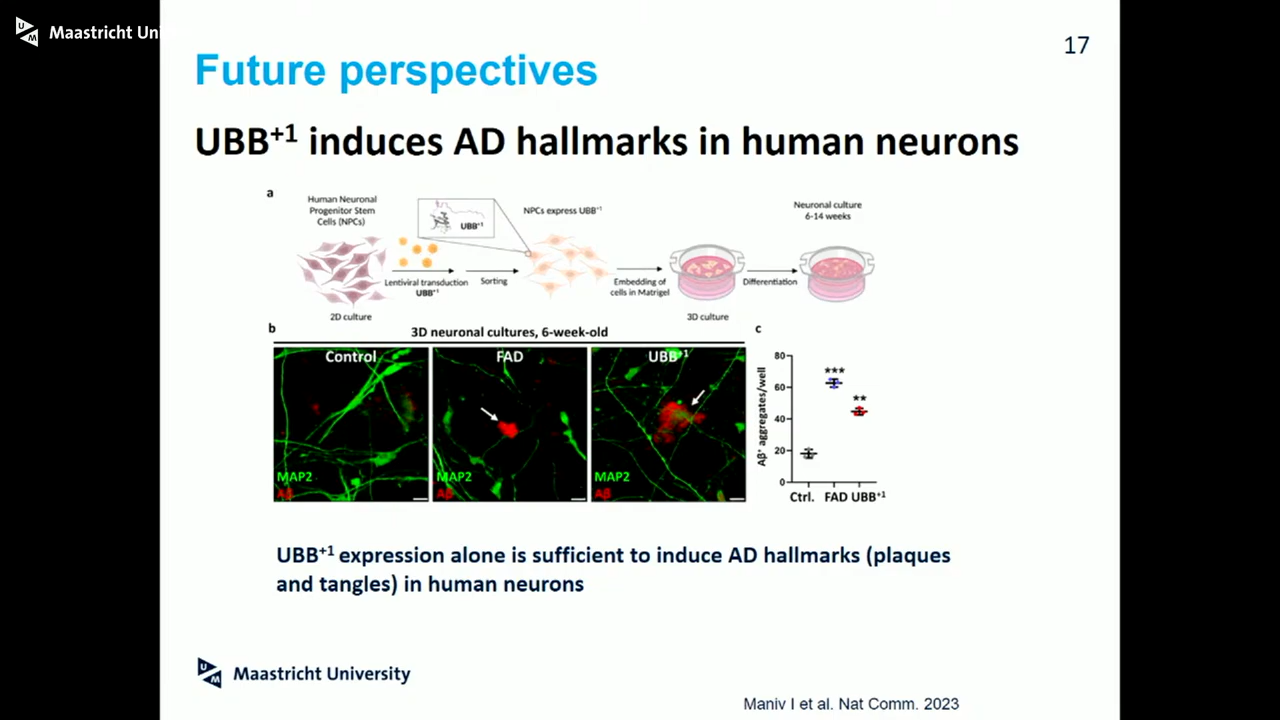 Maastricht Uni
17
Future perspectives
UBB+1 induces AD hallmarks in human neurons
a
Human Neuronal
Progenitor Stem
Cells (NPCs)
UBB+1
NPCs express UBB+1
Neuronal culture
6-14 weeks
Lentiviral transduction
UBB+1
Sorting
Embedding of
cells in Matrigel
Differentiation
2D culture
3D culture
b
3D neuronal cultures, 6-week-old
c
Control
FAD
UBB+1
MAP2
Aβ
MAP2
Aβ
MAP2
Aβ
Aβ+ aggregates/well
80
60
40
20
0
***
**
Ctrl. FAD UBB+1
UBB+1 expression alone is sufficient to induce AD hallmarks (plaques
and tangles) in human neurons
Maastricht University
Maniv I et al. Nat Comm. 2023